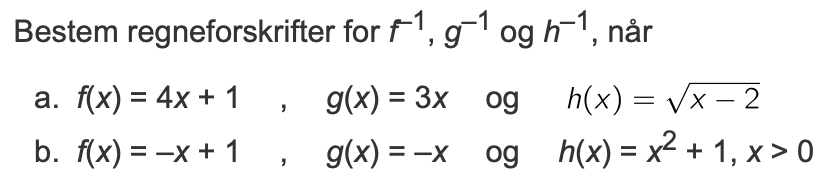 Bestem regneforskrifter for f⁻¹, g⁻¹ og h⁻¹, når
a. f(x) = 4x + 1 , g(x) = 3x og h(x) = √(x − 2)
b. f(x) = –x + 1 , g(x) = –x og h(x) = x² + 1, x > 0